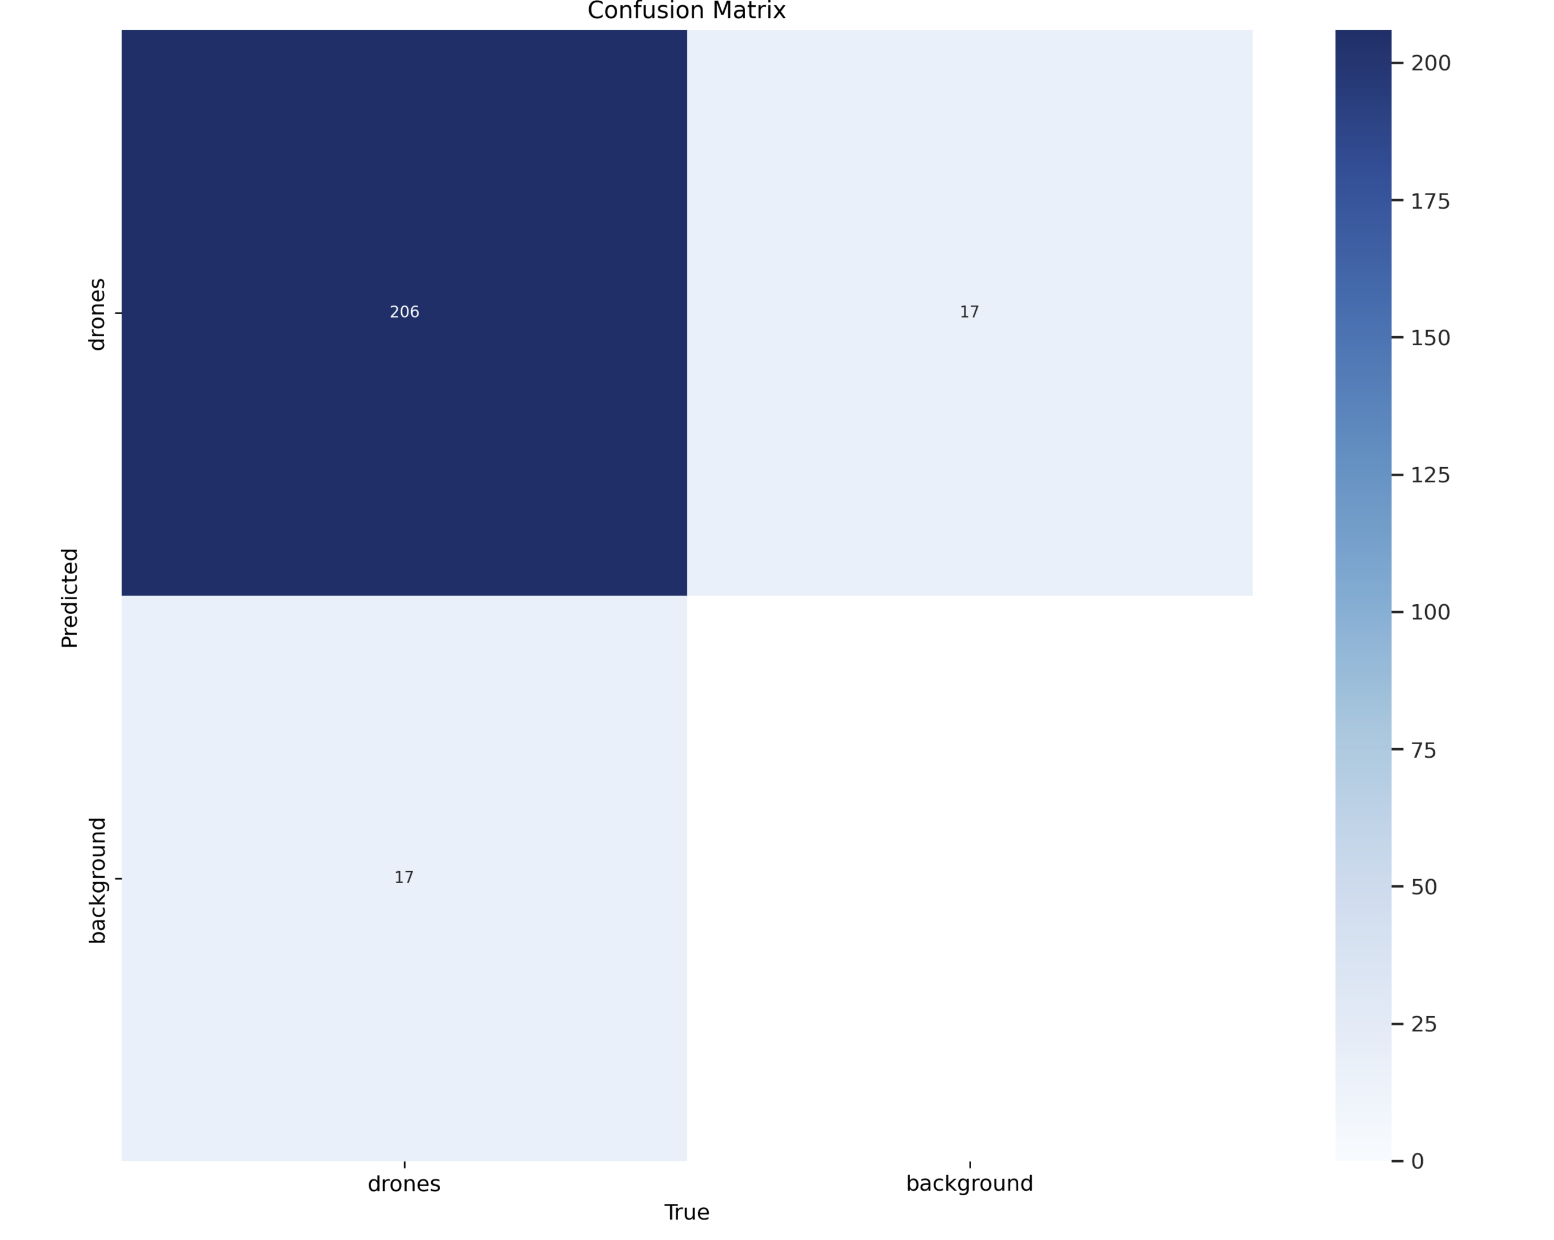 Confusion Matrix
drones
206
17
Predicted
background
17
drones
background
True
200
175
150
125
100
75
50
25
0